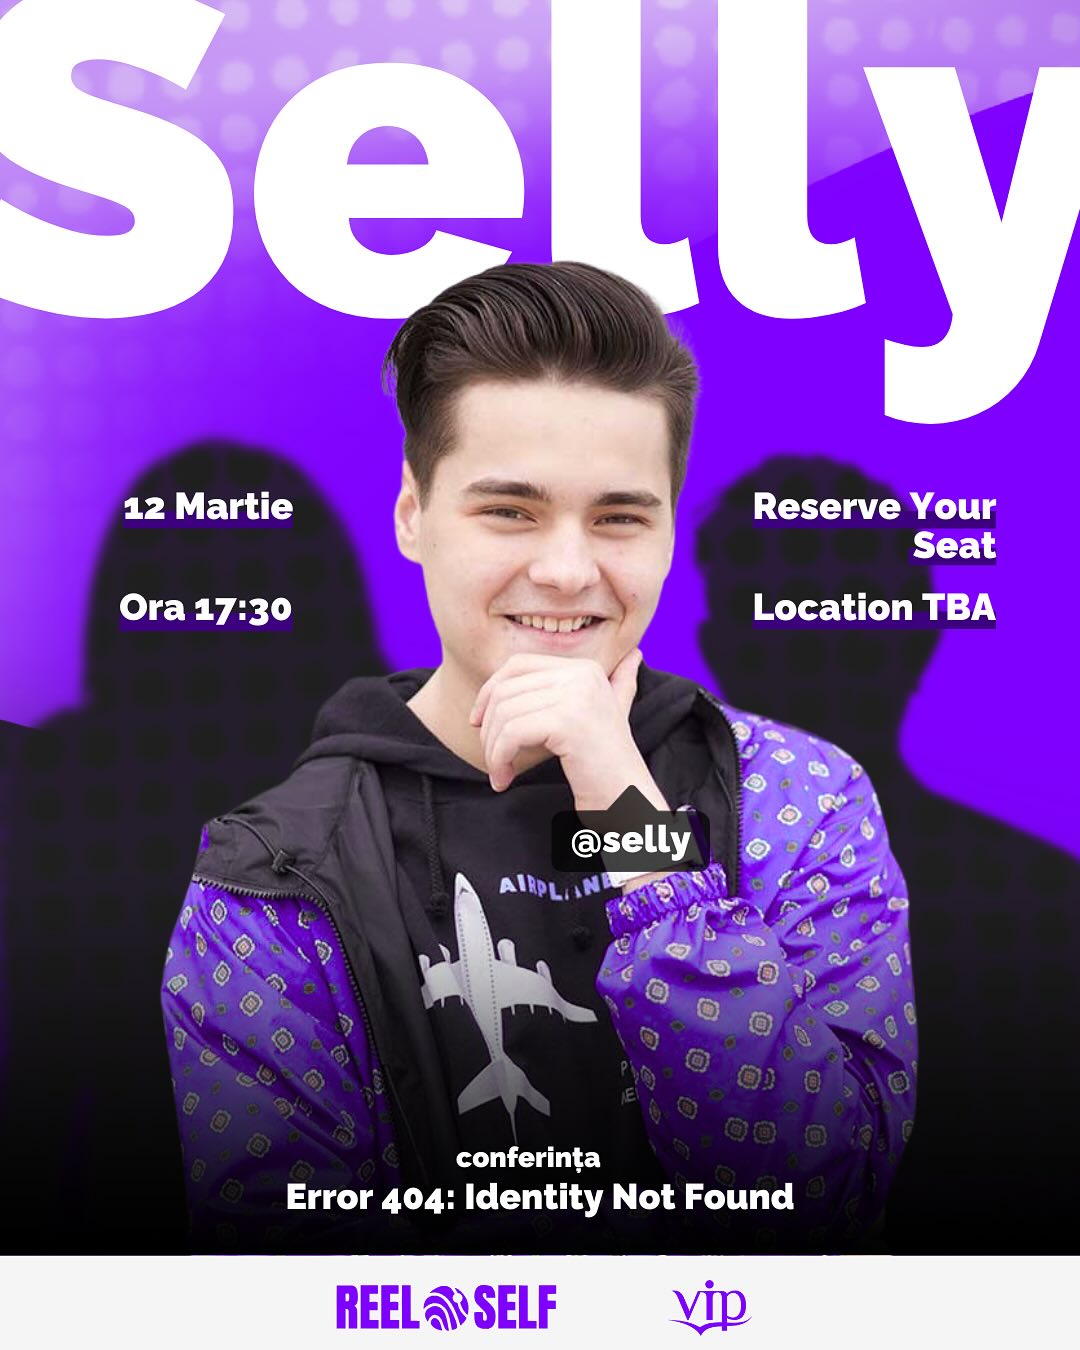 Selly
12 Martie
Ora 17:30
Reserve Your
Seat
Location TBA
@selly
AIRPLANE
conferința
Error 404: Identity Not Found
REEL SELF
vip